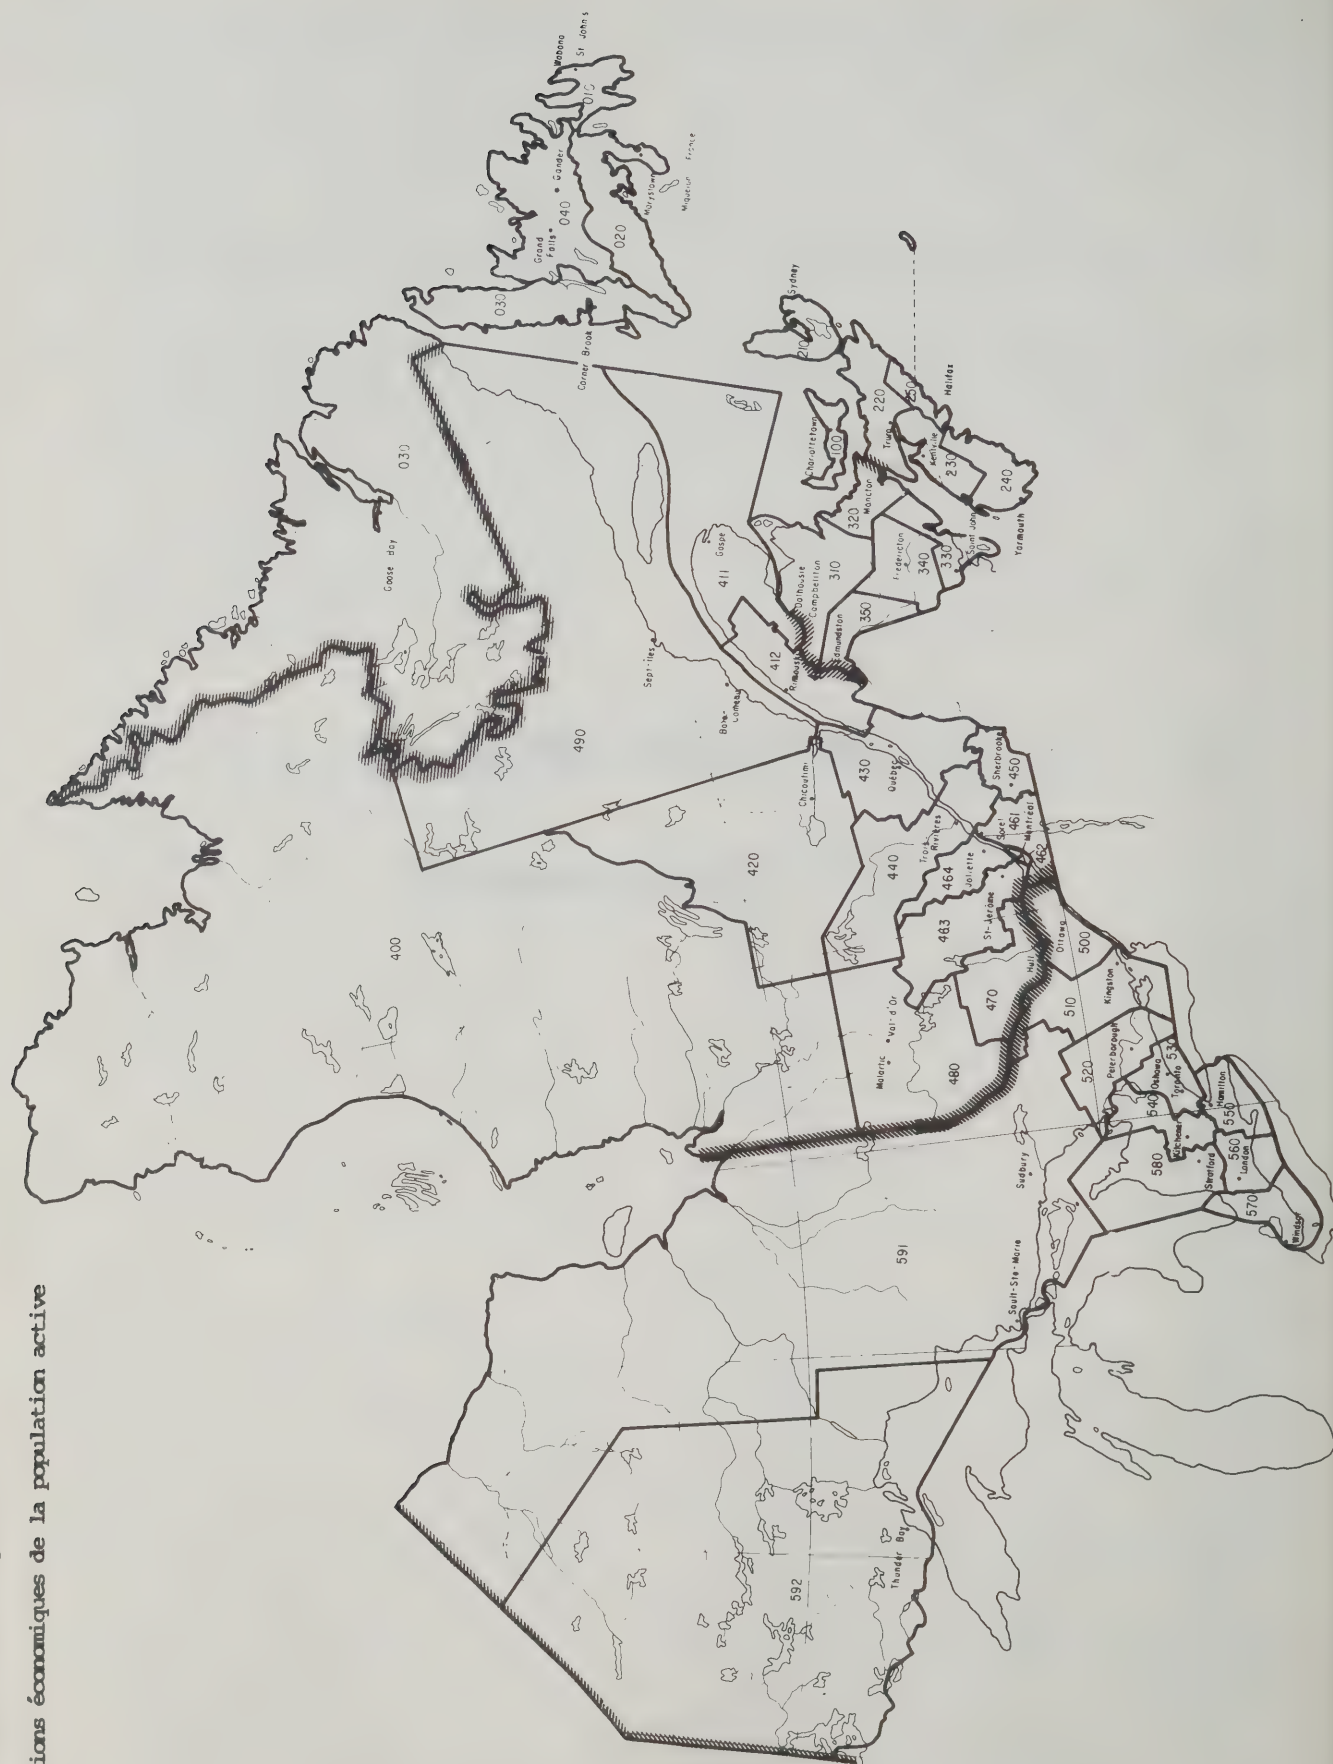 ions économiques de la population active
Wabana
St John's
010
Gander
040
Grand
Falls
020
Marystown
Miquelon France
030
Corner Brook
030
Goose Bay
Sydney
210
220
250
Halifax
Truro
Kentville
230
240
Yarmouth
Charlottetown
100
320
Moncton
Saint John
330
Fredericton
340
310
350
Dalhousie
Campbellton
Edmundston
411
Gaspé
412
Rimouski
Sept-Iles
Baie-
Comeau
490
400
420
Chicoutimi
430
Québec
440
Trois-
Rivières
464
Joliette
Sorel
461
Montréal
462
Sherbrooke
450
463
St-Jérôme
470
Hull
Ottawa
500
Malartic
Val-d'Or
480
510
Kingston
520
Peterborough
530
Oshawa
540
Toronto
Hamilton
550
Kitchener
580
Stratford
560
London
570
Windsor
Sudbury
591
Sault-Ste-Marie
592
Thunder Bay